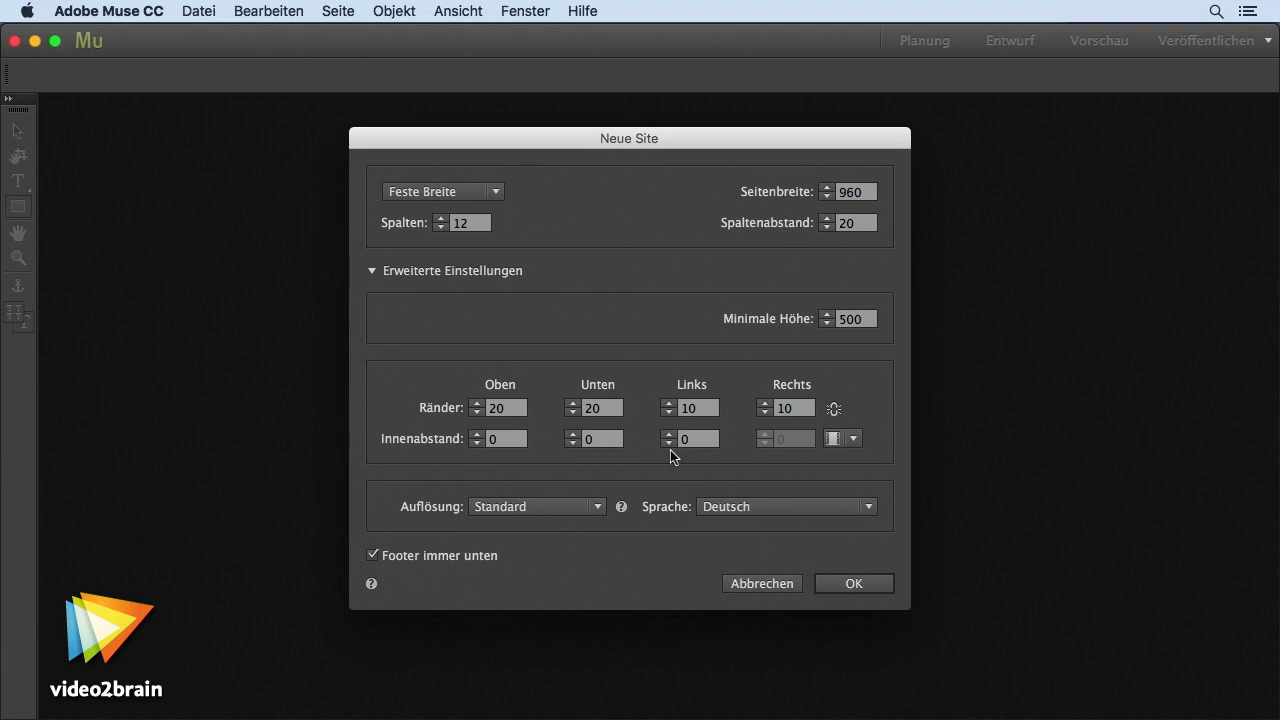 Adobe Muse CC Datei Bearbeiten Seite Objekt Ansicht Fenster Hilfe
Mu Planung Entwurf Vorschau Veröffentlichen
Neue Site
Feste Breite Seitenbreite: 960
Spalten: 12 Spaltenabstand: 20
Erweiterte Einstellungen
Minimale Höhe: 500
Oben Unten Links Rechts
Ränder: 20 20 10 10
Innenabstand: 0 0 0 0
Auflösung: Standard ? Sprache: Deutsch
Footer immer unten
? Abbrechen OK
video2brain